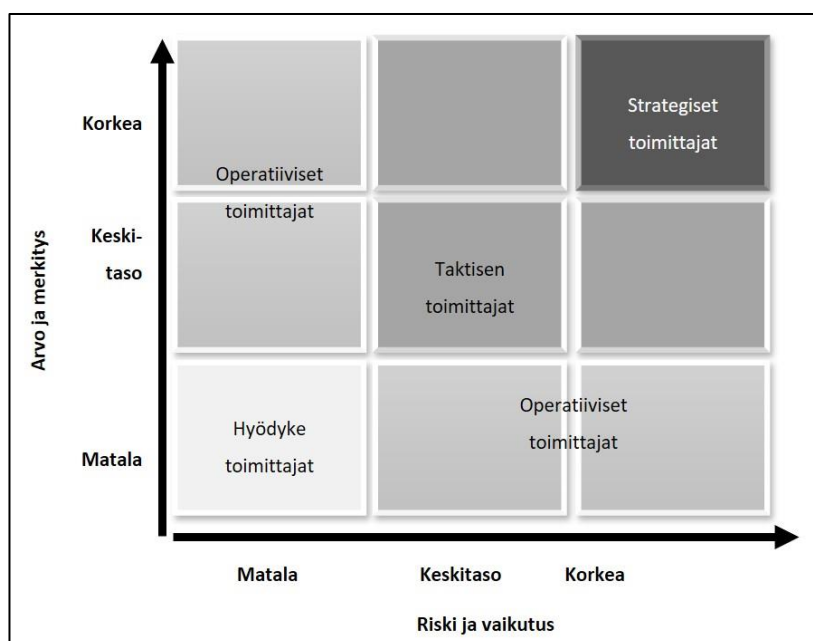 Korkea
Strategiset
toimittajat
Operatiiviset
toimittajat
Keski-
taso
Taktisen
toimittajat
Arvo ja merkitys
Operatiiviset
toimittajat
Hyödyke
toimittajat
Matala
Matala Keskitaso Korkea
Riski ja vaikutus